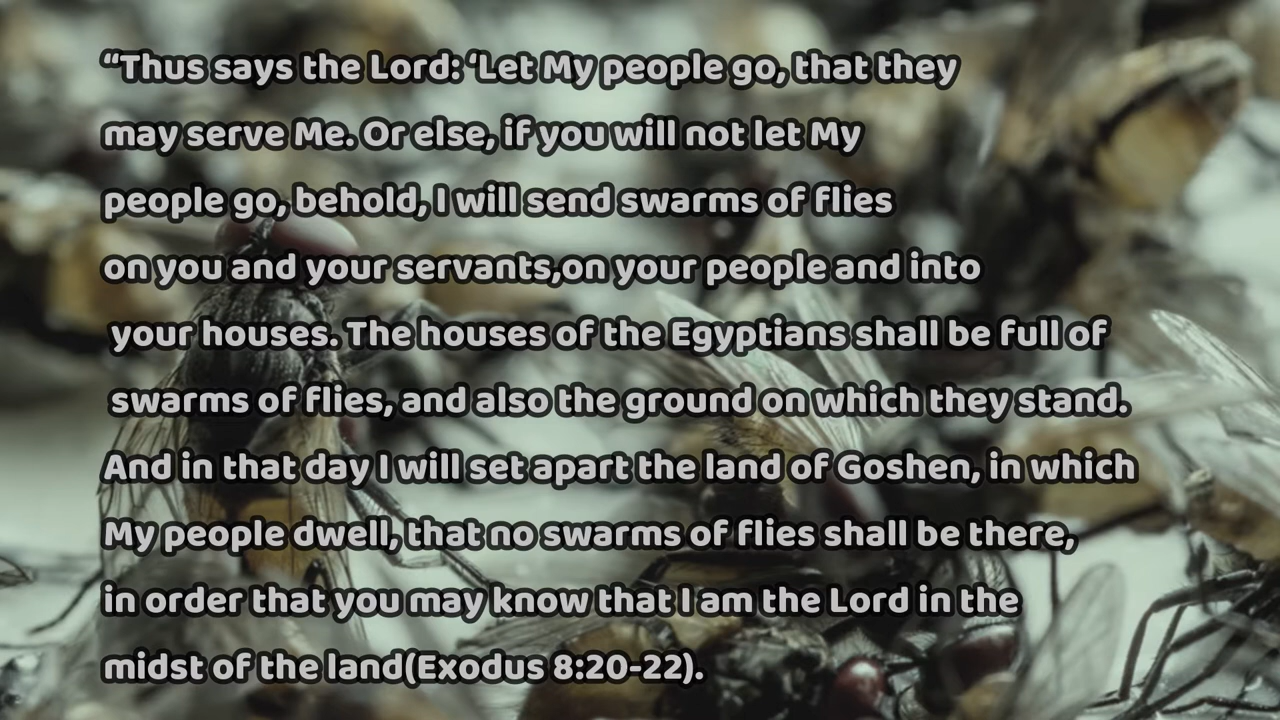 “Thus says the Lord: ‘Let My people go, that they
may serve Me. Or else, if you will not let My
people go, behold, I will send swarms of flies
on you and your servants,on your people and into
your houses. The houses of the Egyptians shall be full of
swarms of flies, and also the ground on which they stand.
And in that day I will set apart the land of Goshen, in which
My people dwell, that no swarms of flies shall be there,
in order that you may know that I am the Lord in the
midst of the land(Exodus 8:20-22).